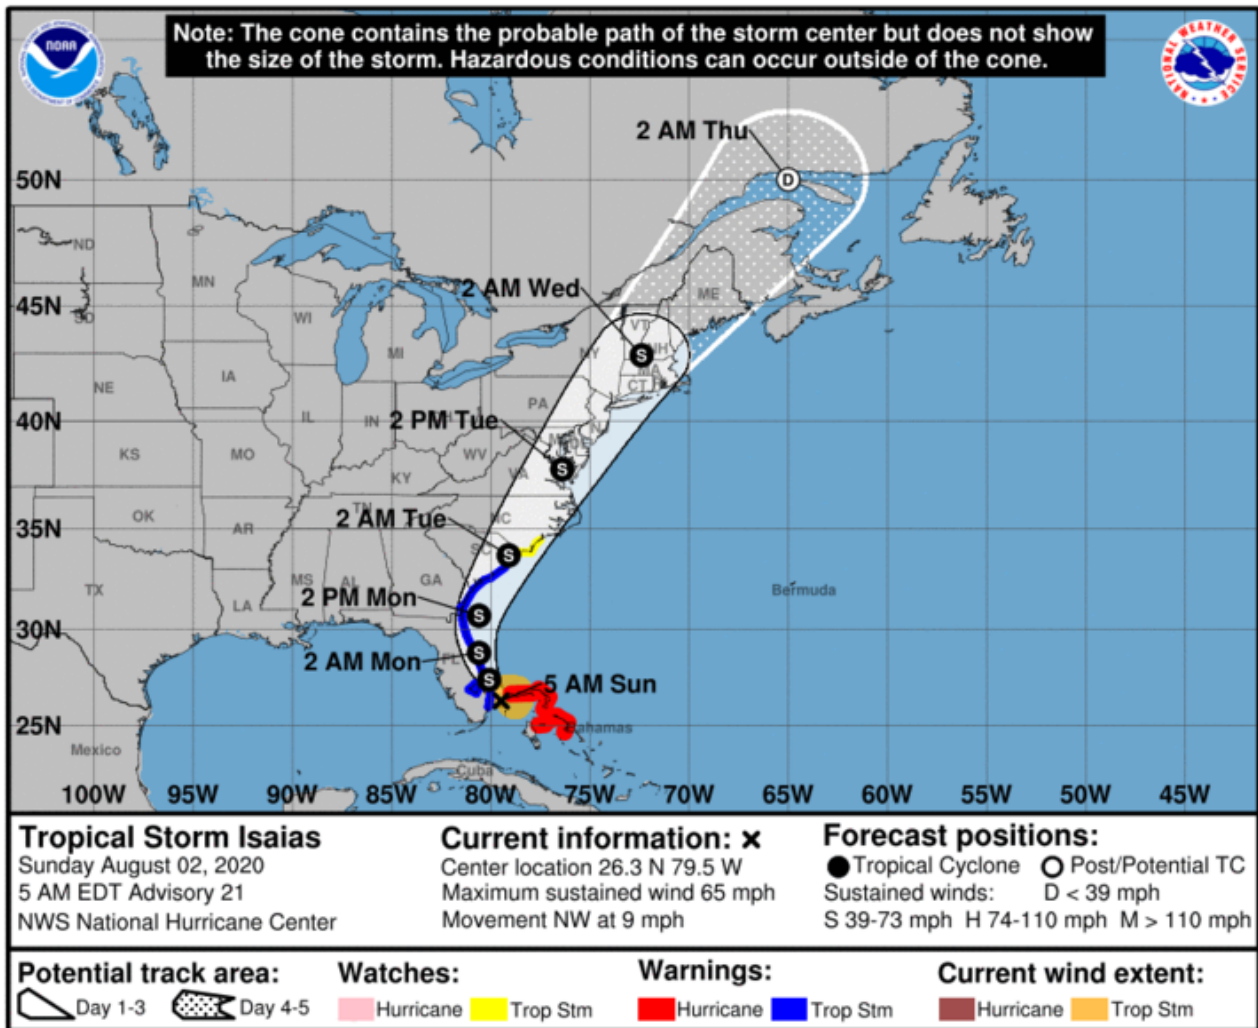 Note: The cone contains the probable path of the storm center but does not show
the size of the storm. Hazardous conditions can occur outside of the cone.
NOAA
NATIONAL WEATHER SERVICE
2 AM Thu
D
50N
ND
MN
2 AM Wed
ME
45N
SD
WI
VT
S
NH
MI
NY
MA
IA
NE
CT
PA
IL
IN
2 PM Tue
40N
NJ
KS
MO
WV
S
VA
KY
OK
TN
2 AM Tue
NC
35N
AR
SC
S
MS
AL
GA
TX
LA
Bermuda
2 PM Mon
S
30N
2 AM Mon
FL
S
S
5 AM Sun
25N
Bahamas
Mexico
Cuba
100W 95W 90W 85W 80W 75W 70W 65W 60W 55W 50W 45W
Tropical Storm Isaias
Sunday August 02, 2020
5 AM EDT Advisory 21
NWS National Hurricane Center
Current information: x
Center location 26.3 N 79.5 W
Maximum sustained wind 65 mph
Movement NW at 9 mph
Forecast positions:
Tropical Cyclone Post/Potential TC
Sustained winds: D < 39 mph
S 39-73 mph H 74-110 mph M > 110 mph
Potential track area:
Day 1-3 Day 4-5
Watches:
Hurricane Trop Stm
Warnings:
Hurricane Trop Stm
Current wind extent:
Hurricane Trop Stm